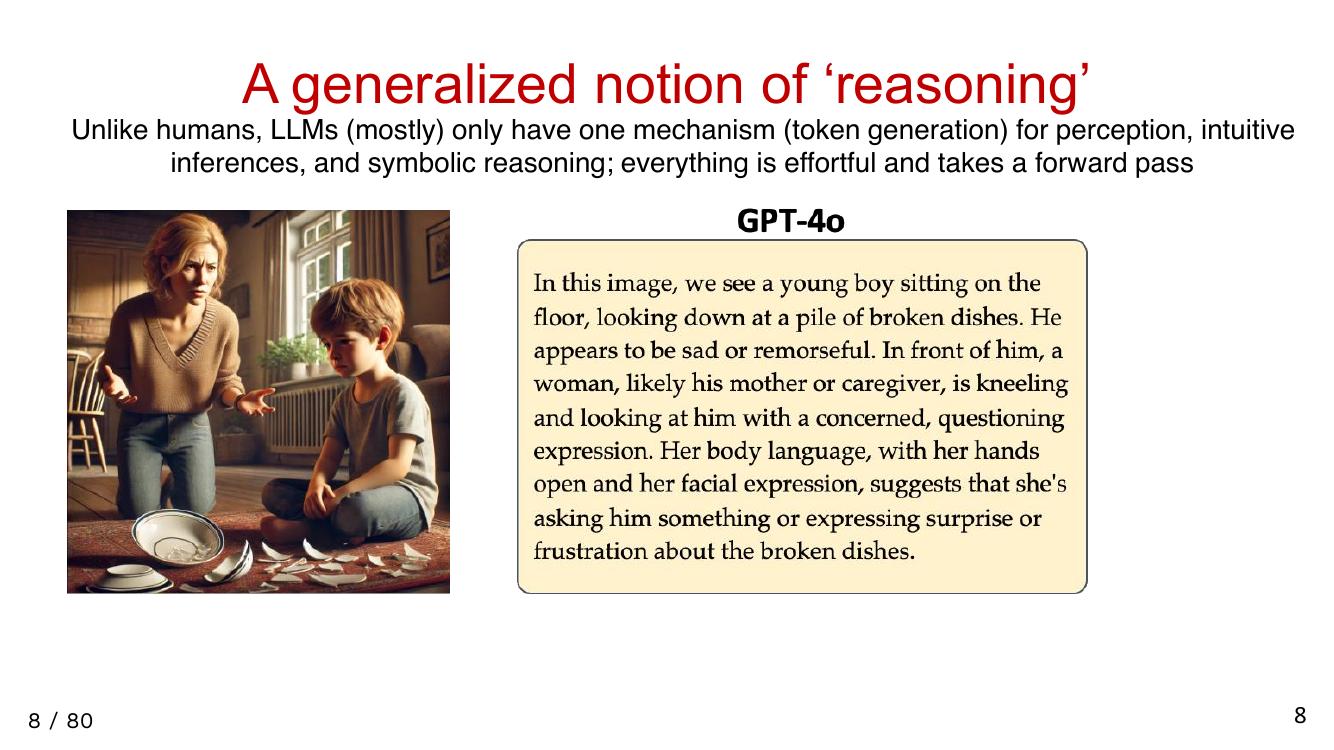 A generalized notion of ‘reasoning’
Unlike humans, LLMs (mostly) only have one mechanism (token generation) for perception, intuitive
inferences, and symbolic reasoning; everything is effortful and takes a forward pass
GPT-4o
In this image, we see a young boy sitting on the
floor, looking down at a pile of broken dishes. He
appears to be sad or remorseful. In front of him, a
woman, likely his mother or caregiver, is kneeling
and looking at him with a concerned, questioning
expression. Her body language, with her hands
open and her facial expression, suggests that she's
asking him something or expressing surprise or
frustration about the broken dishes.
8 / 80
8